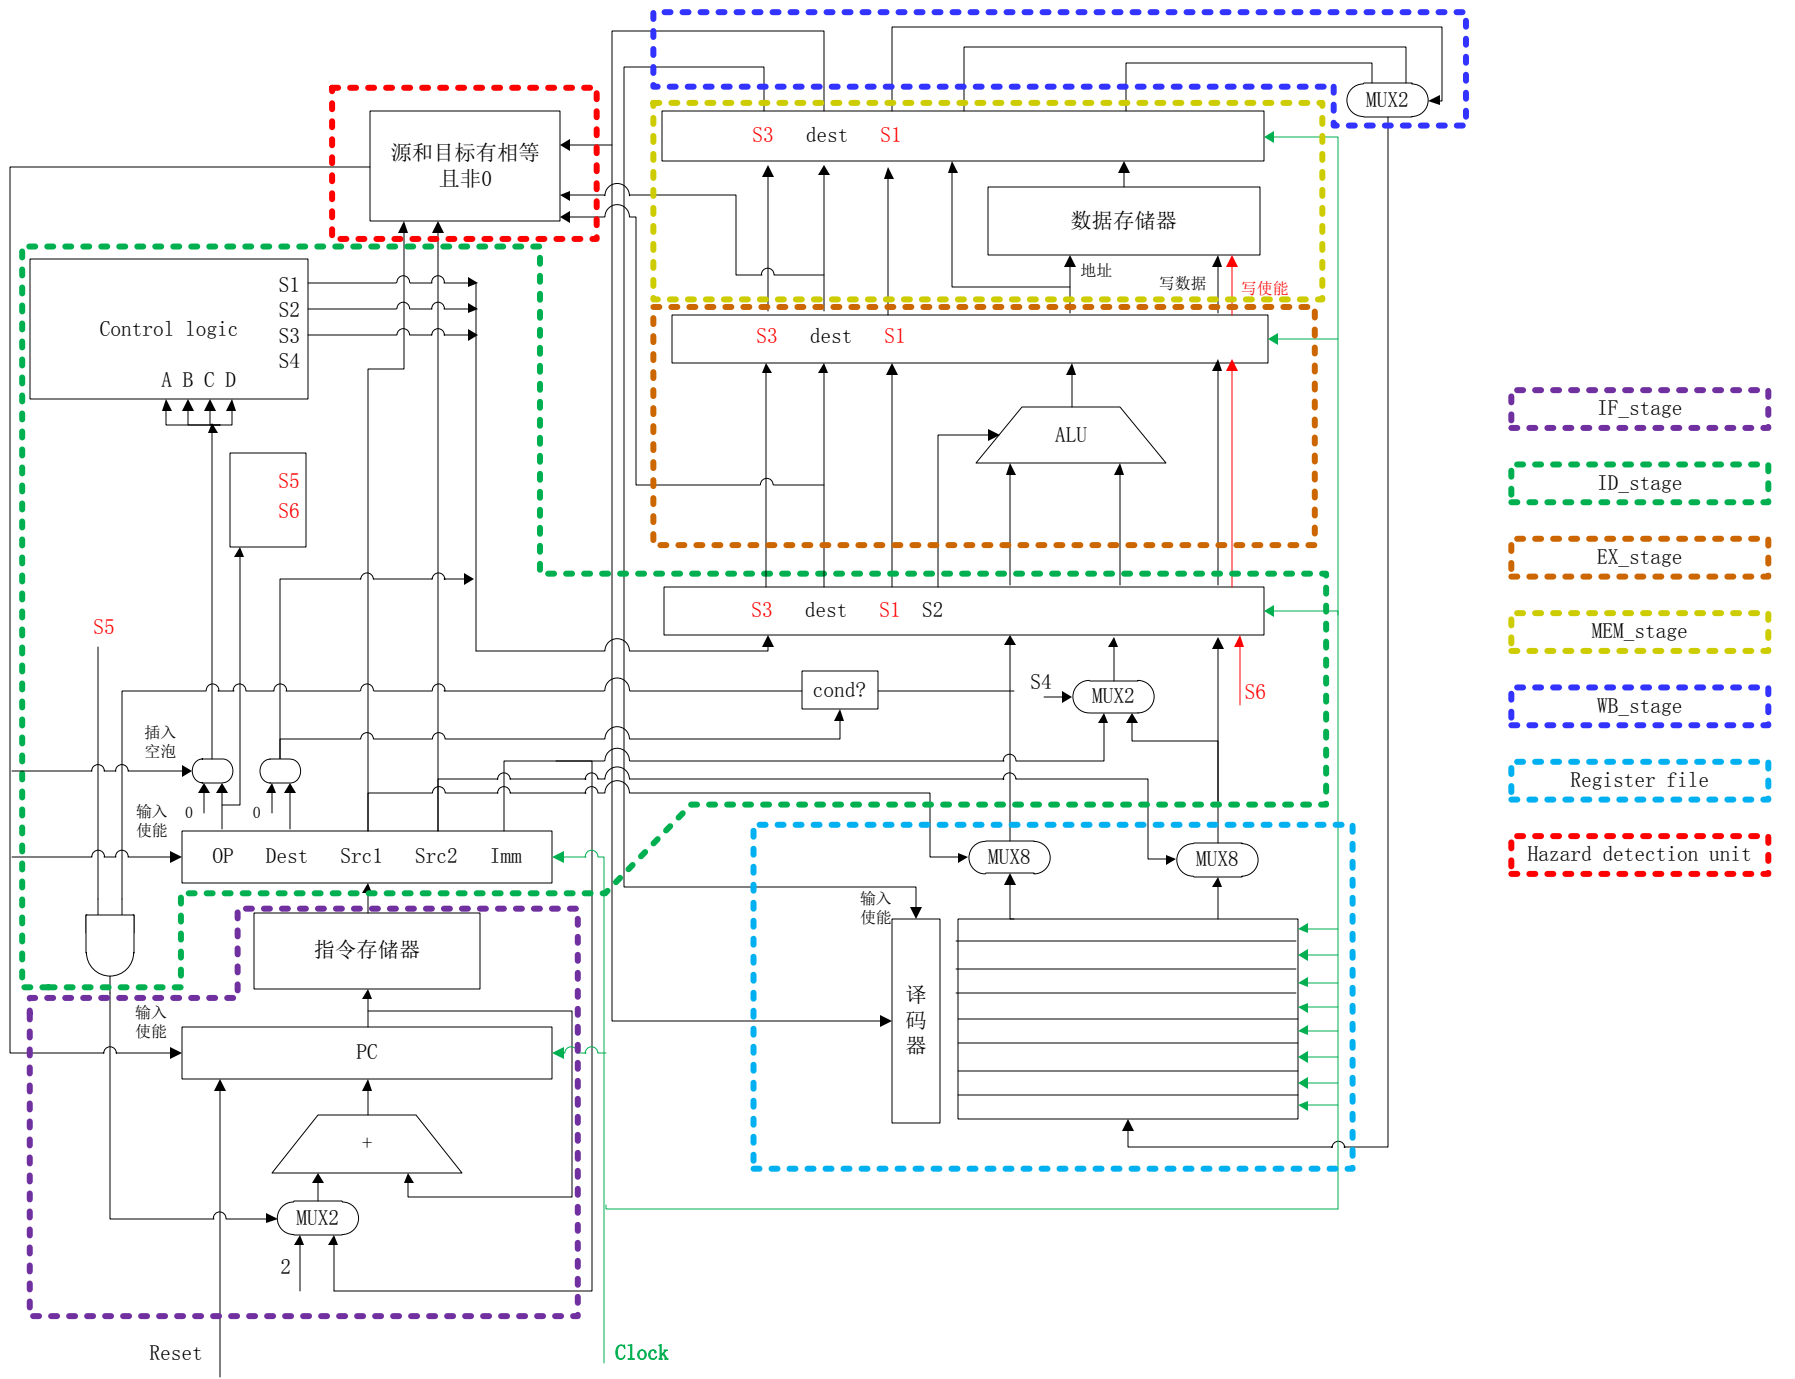 MUX2
S3 dest S1
源和目标有相等
且非0
数据存储器
地址
写数据
写使能
S1
S2
S3
S4
Control logic
A B C D
S3 dest S1
ALU
S5
S6
S3 dest S1 S2
S5
cond?
S4
MUX2
S6
插入
空泡
输入
使能
0
0
OP Dest Src1 Src2 Imm
MUX8
MUX8
输入
使能
指令存储器
译
码
器
输入
使能
PC
+
MUX2
2
Reset
Clock
IF_stage
ID_stage
EX_stage
MEM_stage
WB_stage
Register file
Hazard detection unit